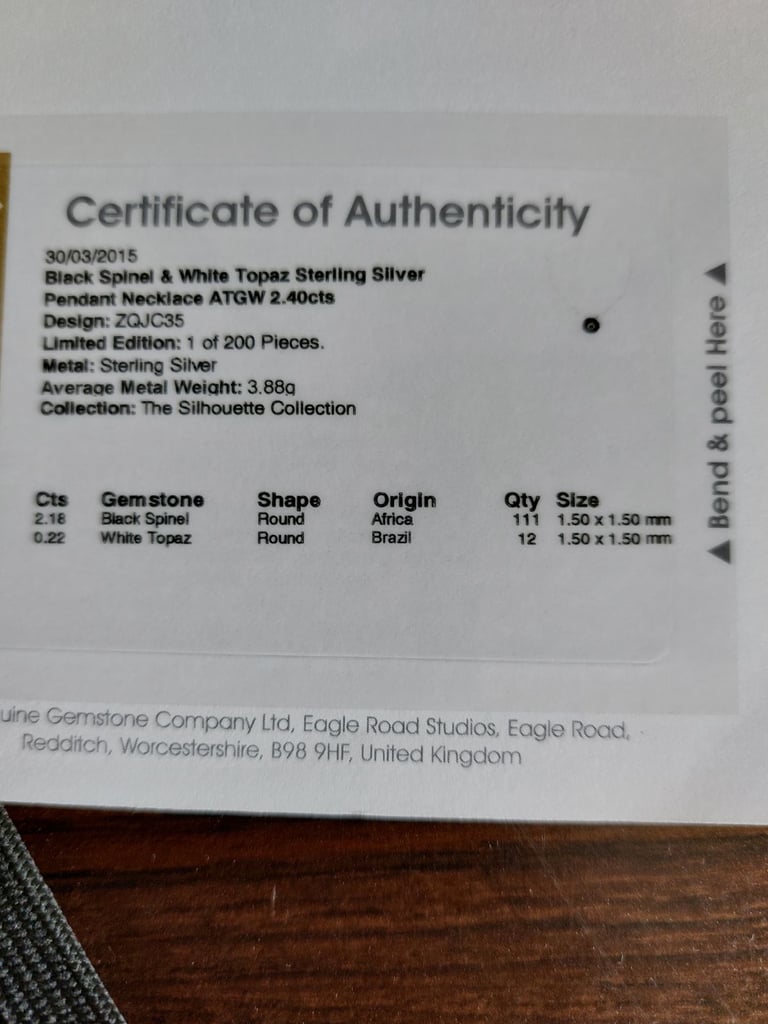 Certificate of Authenticity
30/03/2015
Black Spinel & White Topaz Sterling Silver
Pendant Necklace ATGW 2.40cts
Design: ZQJC35
Limited Edition: 1 of 200 Pieces.
Metal: Sterling Silver
Average Metal Weight: 3.88g
Collection: The Silhouette Collection
Cts Gemstone Shape Origin Qty Size
2.18 Black Spinel Round Africa 111 1.50 x 1.50 mm
0.22 White Topaz Round Brazil 12 1.50 x 1.50 mm
▲ Bend & peel Here ▲
uine Gemstone Company Ltd, Eagle Road Studios, Eagle Road,
Redditch, Worcestershire, B98 9HF, United Kingdom